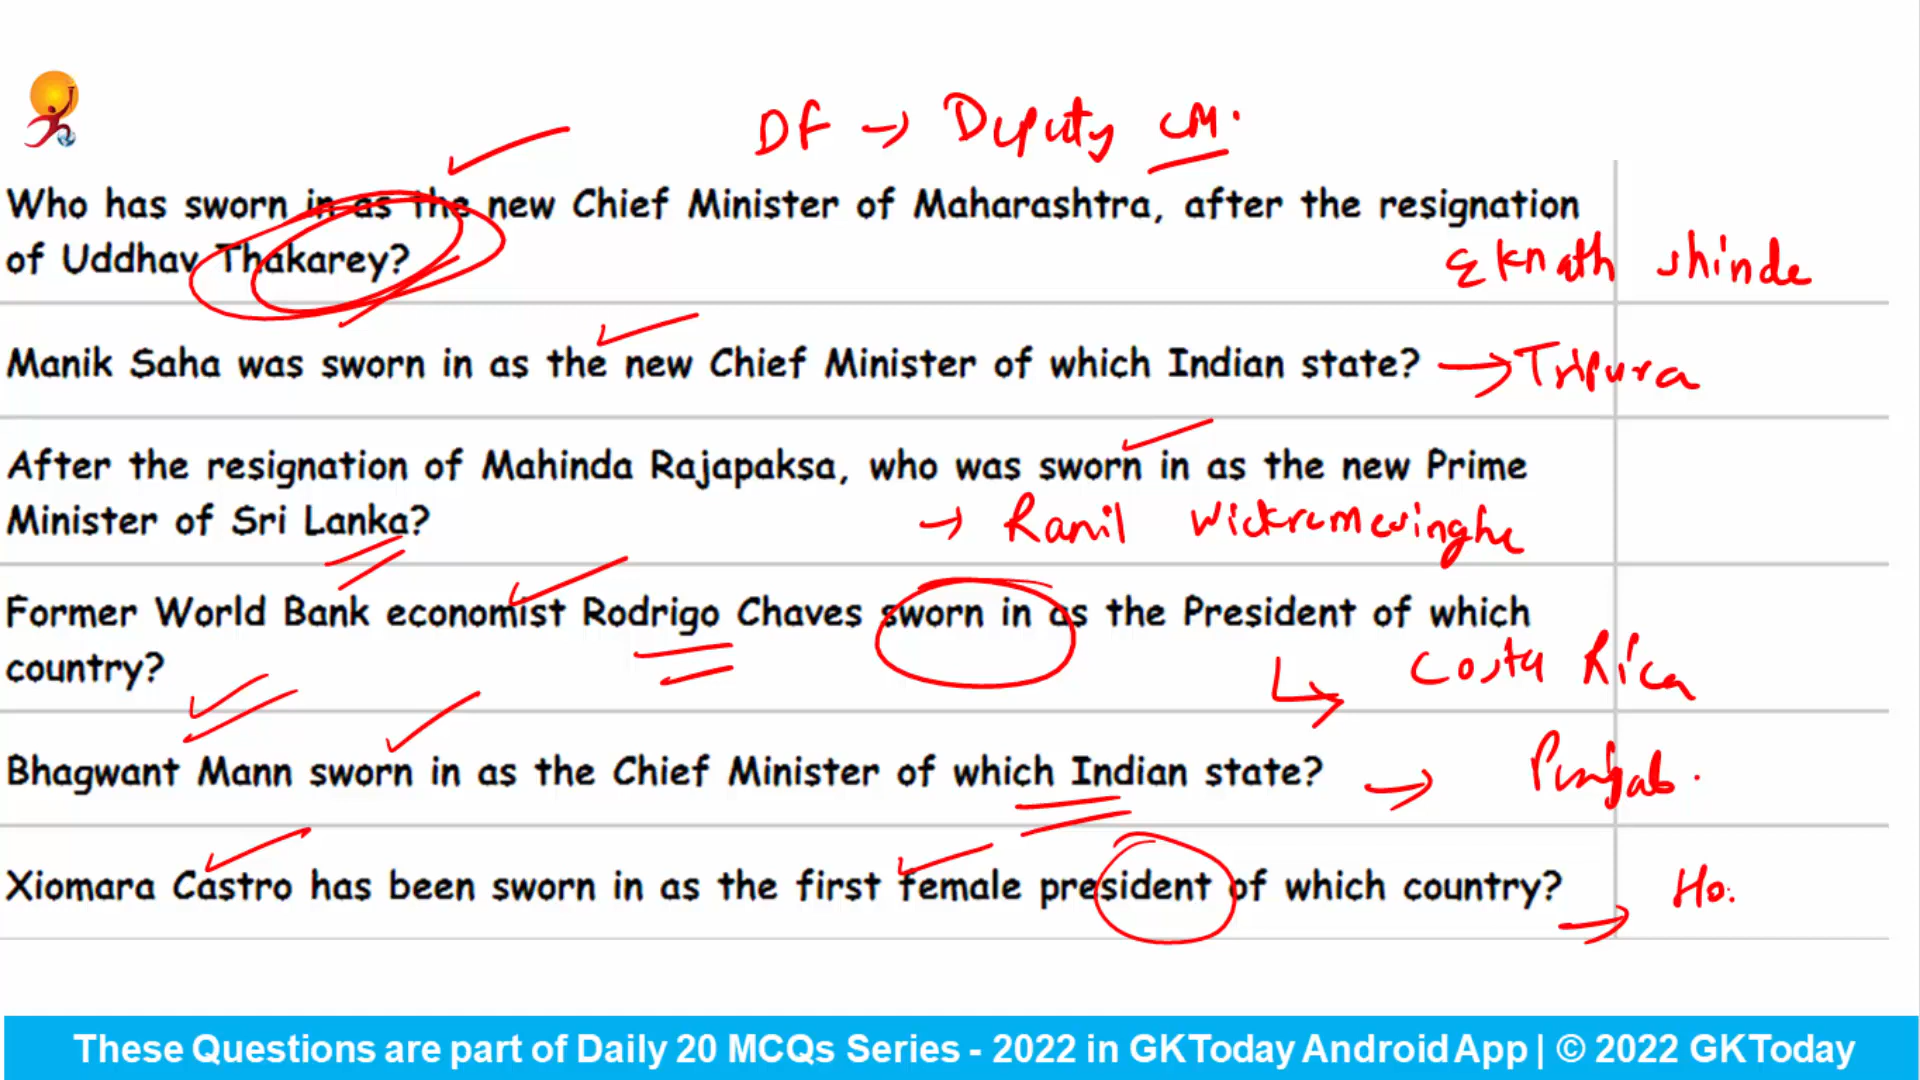 DF → Deputy CM.
Who has sworn in as the new Chief Minister of Maharashtra, after the resignation
of Uddhav Thakarey?
Eknath Shinde
Manik Saha was sworn in as the new Chief Minister of which Indian state? → Tripura
After the resignation of Mahinda Rajapaksa, who was sworn in as the new Prime
Minister of Sri Lanka? → Ranil Wickremesinghe
Former World Bank economist Rodrigo Chaves sworn in as the President of which
country? Costa Rica
Bhagwant Mann sworn in as the Chief Minister of which Indian state? → Punjab.
Xiomara Castro has been sworn in as the first female president of which country? → Ho
These Questions are part of Daily 20 MCQs Series - 2022 in GKToday Android App | © 2022 GKToday